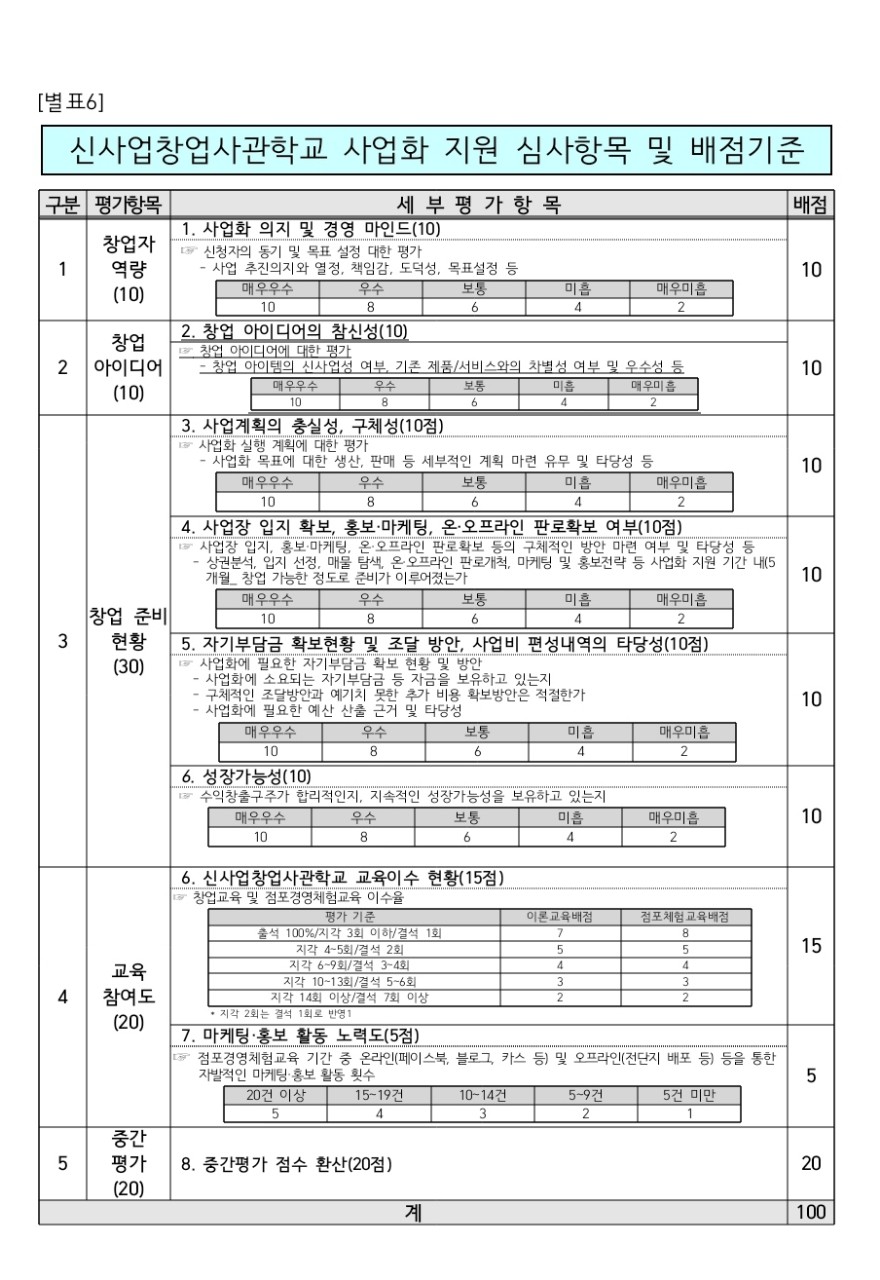 [별표6]
신사업창업사관학교 사업화 지원 심사항목 및 배점기준
구분 평가항목 세 부 평 가 항 목 배점
1
창업자
역량
(10)
1. 사업화 의지 및 경영 마인드(10)
☞ 신청자의 동기 및 목표 설정 대한 평가
- 사업 추진의지와 열정, 책임감, 도덕성, 목표설정 등
매우우수 우수 보통 미흡 매우미흡
10 8 6 4 2
10
2
창업
아이디어
(10)
2. 창업 아이디어의 참신성(10)
☞ 창업 아이디어에 대한 평가
- 창업 아이템의 신사업성 여부, 기존 제품/서비스와의 차별성 여부 및 우수성 등
매우우수 우수 보통 미흡 매우미흡
10 8 6 4 2
10
3
창업 준비
현황
(30)
3. 사업계획의 충실성, 구체성(10점)
☞ 사업화 실행 계획에 대한 평가
- 사업화 목표에 대한 생산, 판매 등 세부적인 계획 마련 유무 및 타당성 등
매우우수 우수 보통 미흡 매우미흡
10 8 6 4 2
10
4. 사업장 입지 확보, 홍보·마케팅, 온·오프라인 판로확보 여부(10점)
☞ 사업장 입지, 홍보·마케팅, 온·오프라인 판로확보 등의 구체적인 방안 마련 여부 및 타당성 등
- 상권분석, 입지 선정, 매물 탐색, 온·오프라인 판로개척, 마케팅 및 홍보전략 등 사업화 지원 기간 내(5
개월_ 창업 가능한 정도로 준비가 이루어졌는가
매우우수 우수 보통 미흡 매우미흡
10 8 6 4 2
10
5. 자기부담금 확보현황 및 조달 방안, 사업비 편성내역의 타당성(10점)
☞ 사업화에 필요한 자기부담금 확보 현황 및 방안
- 사업화에 소요되는 자기부담금 등 자금을 보유하고 있는지
- 구체적인 조달방안과 예기치 못한 추가 비용 확보방안은 적절한가
- 사업화에 필요한 예산 산출 근거 및 타당성
매우우수 우수 보통 미흡 매우미흡
10 8 6 4 2
10
6. 성장가능성(10)
☞ 수익창출구주가 합리적인지, 지속적인 성장가능성을 보유하고 있는지
매우우수 우수 보통 미흡 매우미흡
10 8 6 4 2
10
4
교육
참여도
(20)
6. 신사업창업사관학교 교육이수 현황(15점)
☞ 창업교육 및 점포경영체험교육 이수율
평가 기준 이론교육배점 점포체험교육배점
출석 100%/지각 3회 이하/결석 1회 7 8
지각 4~5회/결석 2회 5 5
지각 6~9회/결석 3~4회 4 4
지각 10~13회/결석 5~6회 3 3
지각 14회 이상/결석 7회 이상 2 2
* 지각 2회는 결석 1회로 반영1
15
7. 마케팅·홍보 활동 노력도(5점)
☞ 점포경영체험교육 기간 중 온라인(페이스북, 블로그, 카스 등) 및 오프라인(전단지 배포 등) 등을 통한
자발적인 마케팅·홍보 활동 횟수
20건 이상 15~19건 10~14건 5~9건 5건 미만
5 4 3 2 1
5
5
중간
평가
(20)
8. 중간평가 점수 환산(20점)
20
계 100